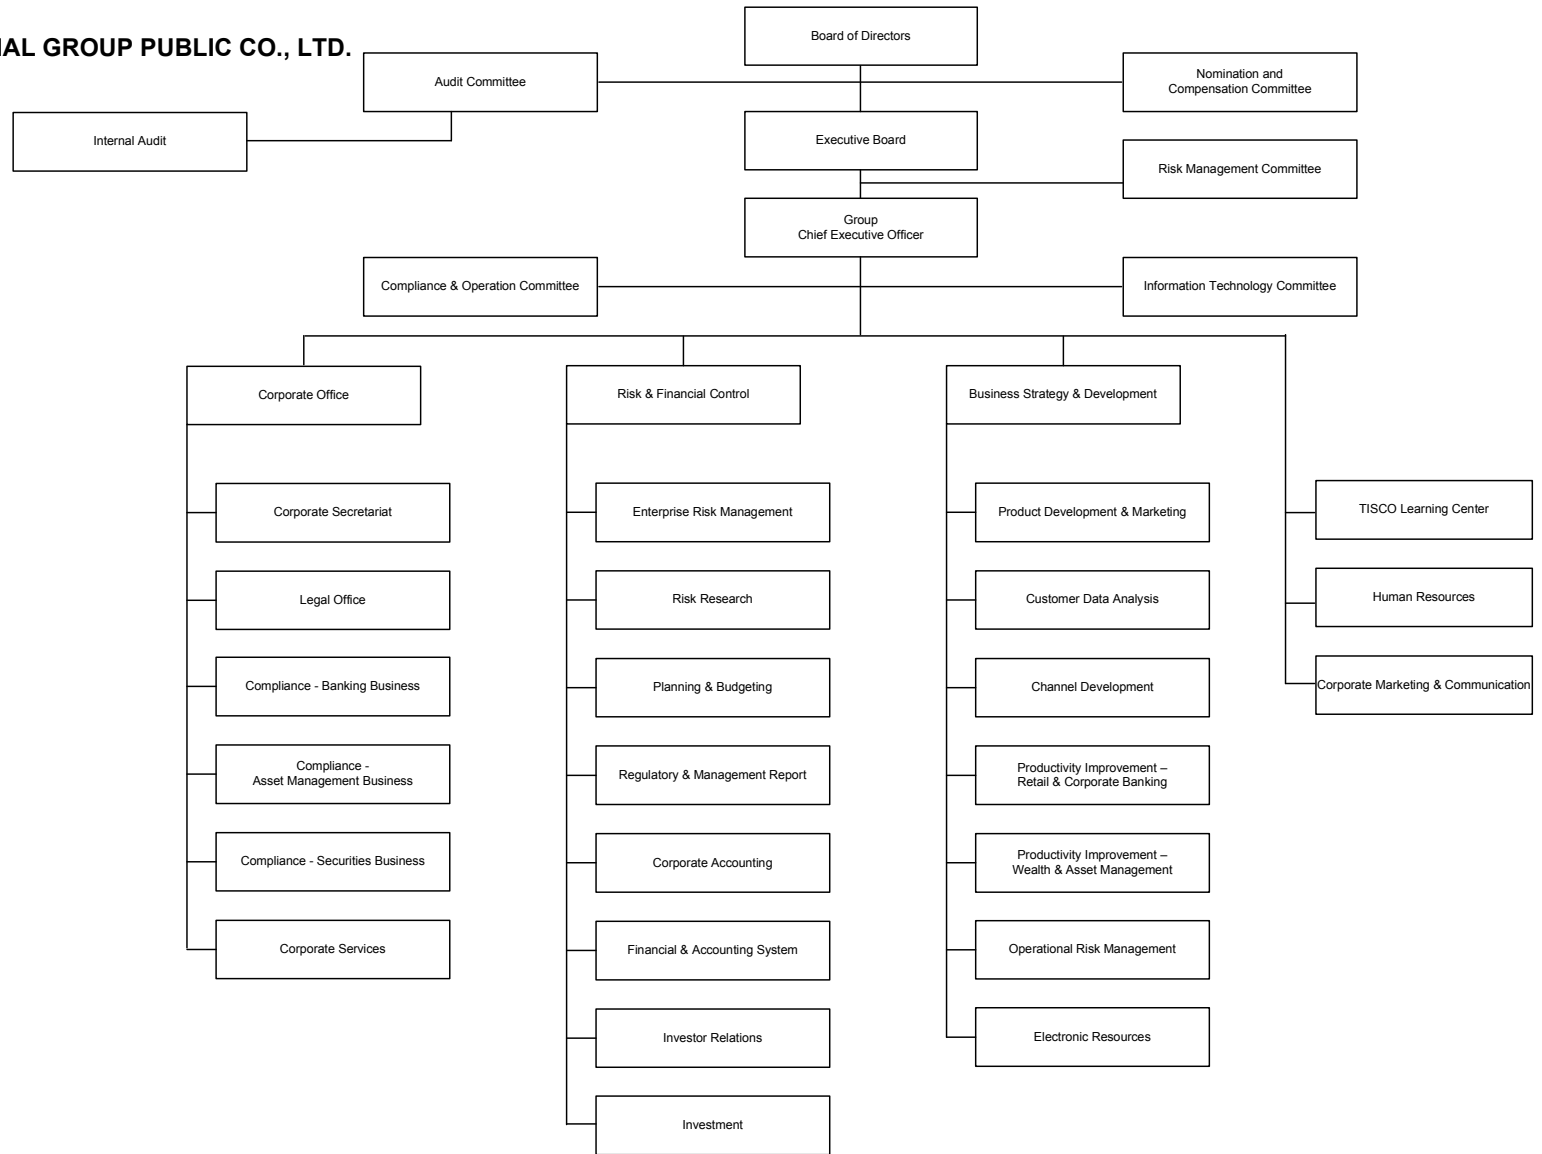 Board of Directors
GROUP PUBLIC CO., LTD.
Audit Committee
Nomination and
Compensation Committee
Internal Audit
Executive Board
Risk Management Committee
Group
Chief Executive Officer
Compliance & Operation Committee
Information Technology Committee
Corporate Office
Risk & Financial Control
Business Strategy & Development
Corporate Secretariat
Legal Office
Compliance - Banking Business
Compliance -
Asset Management Business
Compliance - Securities Business
Corporate Services
Enterprise Risk Management
Risk Research
Planning & Budgeting
Regulatory & Management Report
Corporate Accounting
Financial & Accounting System
Investor Relations
Investment
Product Development & Marketing
Customer Data Analysis
Channel Development
Productivity Improvement –
Retail & Corporate Banking
Productivity Improvement –
Wealth & Asset Management
Operational Risk Management
Electronic Resources
TISCO Learning Center
Human Resources
Corporate Marketing & Communication